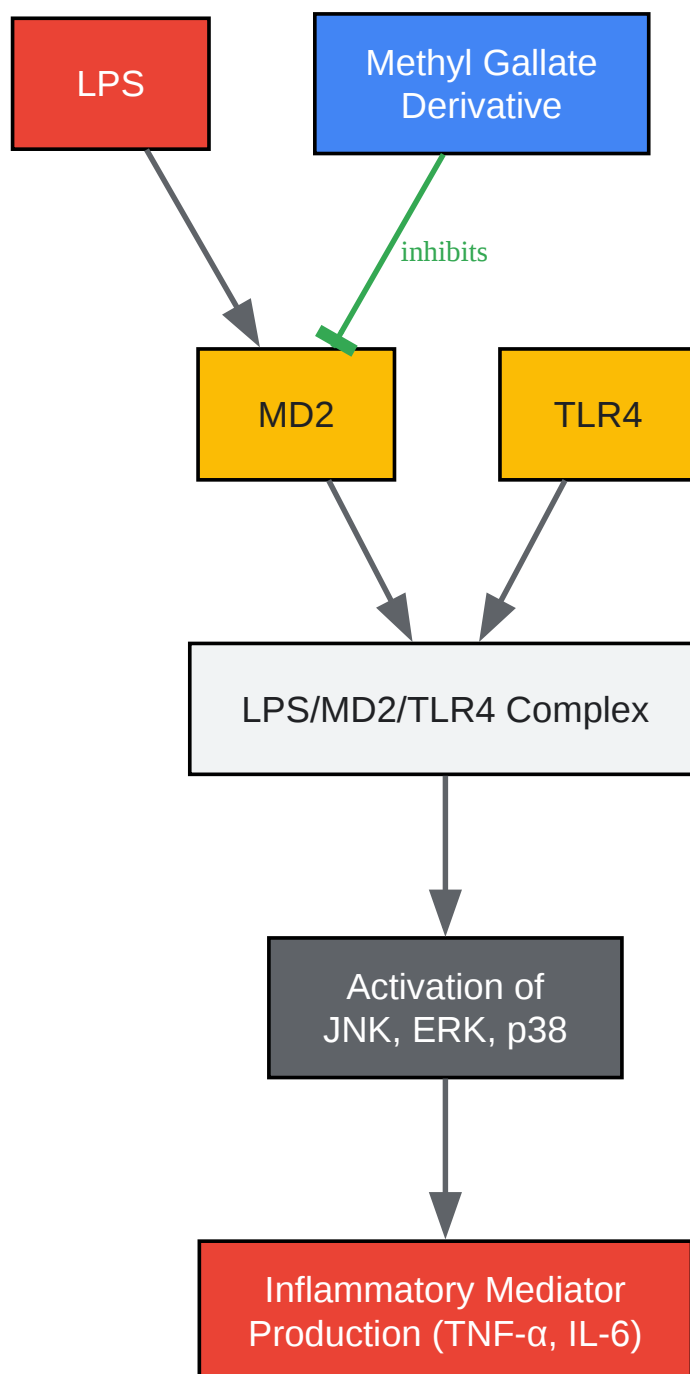 LPS
Methyl Gallate
Derivative
inhibits
MD2
TLR4
LPS/MD2/TLR4 Complex
Activation of
JNK, ERK, p38
Inflammatory Mediator
Production (TNF-α, IL-6)